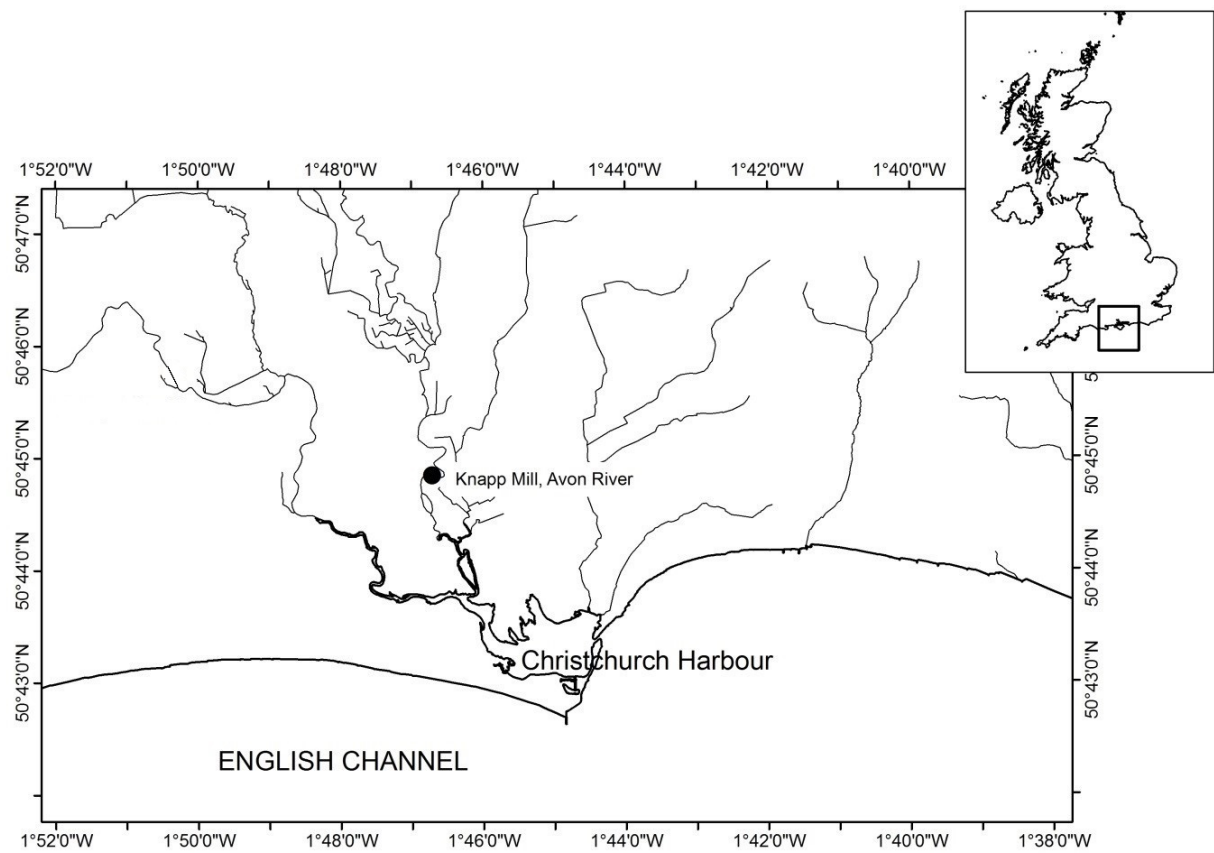 1°52'0"W 1°50'0"W 1°48'0"W 1°46'0"W 1°44'0"W 1°42'0"W 1°40'0"W
50°47'0"N
50°46'0"N
50°45'0"N
50°44'0"N
50°43'0"N
50°45'0"N
50°44'0"N
50°43'0"N
Knapp Mill, Avon River
Christchurch Harbour
ENGLISH CHANNEL
1°52'0"W 1°50'0"W 1°48'0"W 1°46'0"W 1°44'0"W 1°42'0"W 1°40'0"W 1°38'0"W